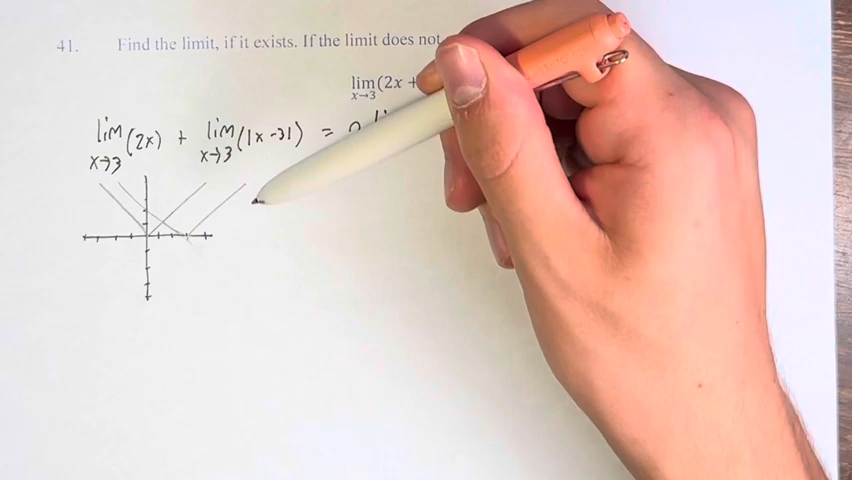 41. Find the limit, if it exists. If the limit does not
lim (2x +
x→3
lim (2x) + lim (|x-3|) =
x→3 x→3